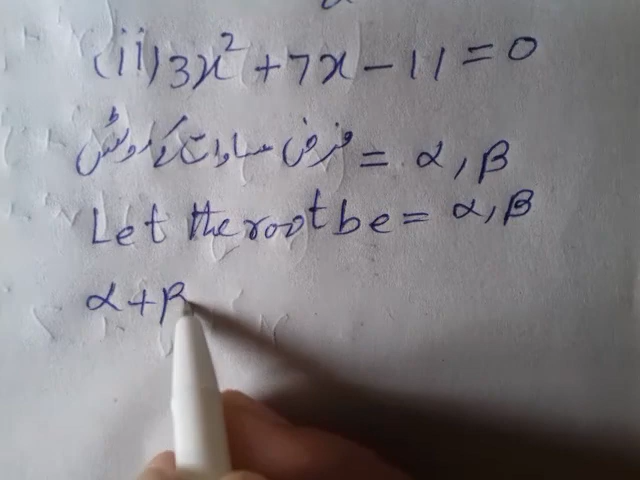 (ii) 3x² + 7x - 11 = 0
فرض مساوات کے روٹس = α, β
Let the root be = α, β
α + β